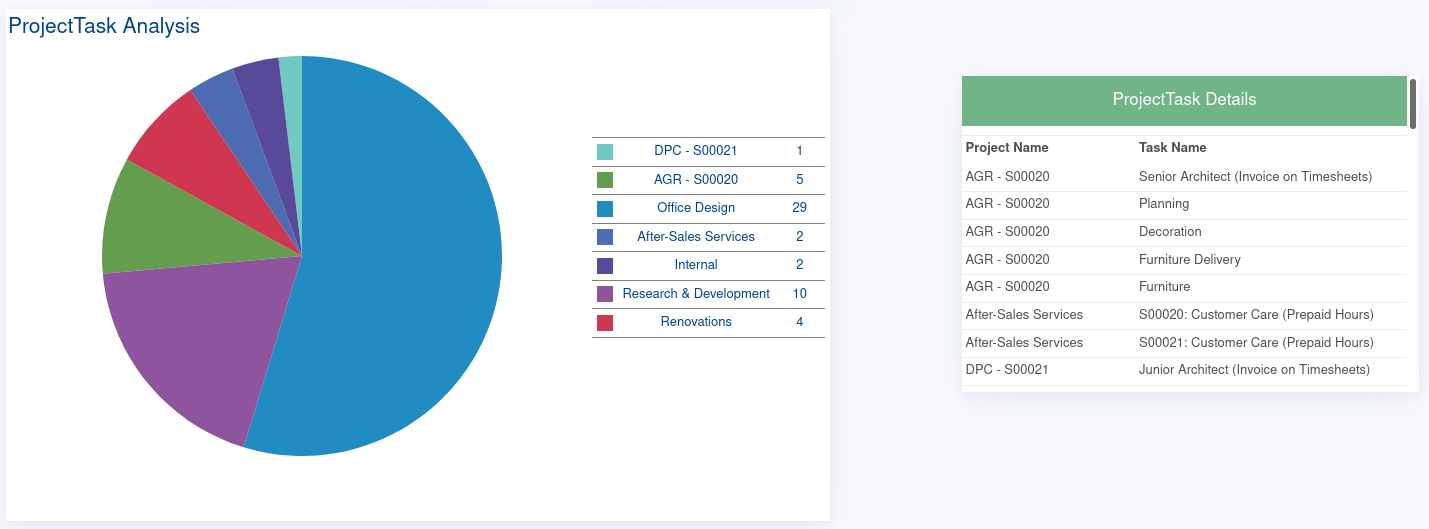 ProjectTask Analysis
DPC - S00021 1
AGR - S00020 5
Office Design 29
After-Sales Services 2
Internal 2
Research & Development 10
Renovations 4
ProjectTask Details
Project Name Task Name
AGR - S00020 Senior Architect (Invoice on Timesheets)
AGR - S00020 Planning
AGR - S00020 Decoration
AGR - S00020 Furniture Delivery
AGR - S00020 Furniture
After-Sales Services S00020: Customer Care (Prepaid Hours)
After-Sales Services S00021: Customer Care (Prepaid Hours)
DPC - S00021 Junior Architect (Invoice on Timesheets)